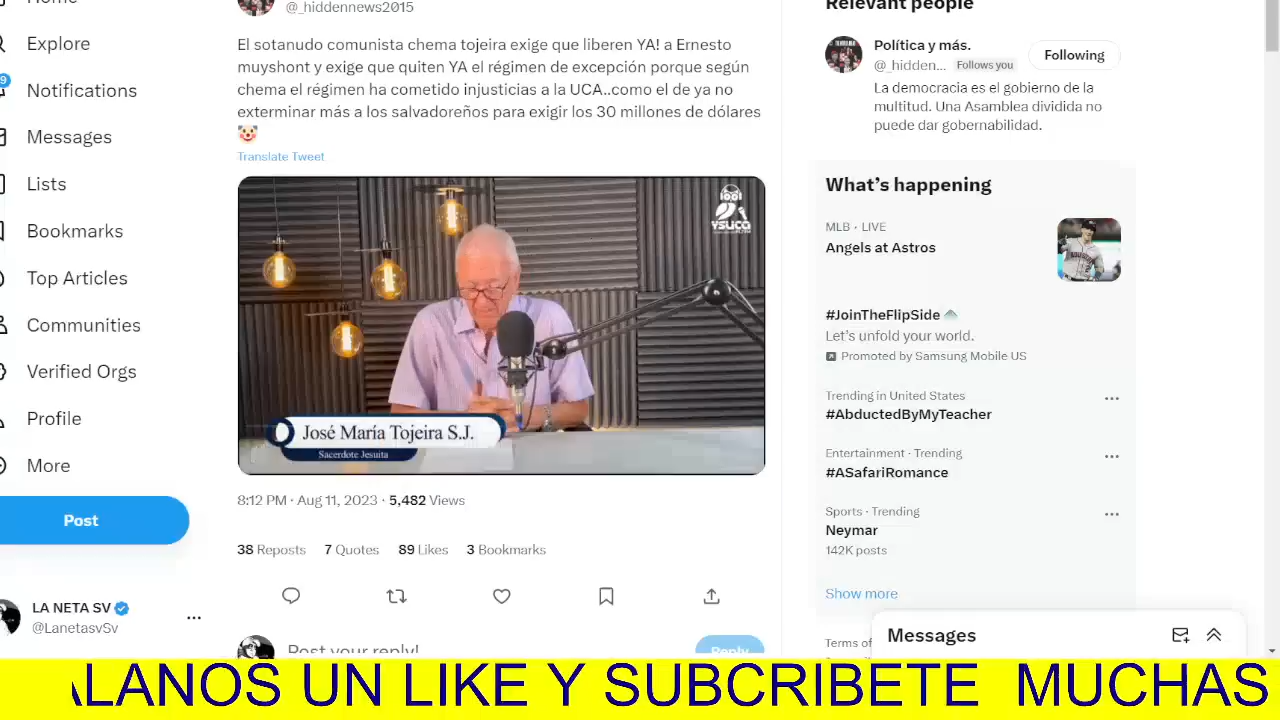 Explore
Notifications
9
Messages
Lists
Bookmarks
Top Articles
Communities
Verified Orgs
Profile
More
Post
LA NETA SV
@LanetasvSv
@_hiddennews2015
El sotanudo comunista chema tojeira exige que liberen YA! a Ernesto
muyshont y exige que quiten YA el régimen de excepción porque según
chema el régimen ha cometido injusticias a la UCA..como el de ya no
exterminar más a los salvadoreños para exigir los 30 millones de dólares
Translate Tweet
YSUCA
José María Tojeira S.J.
Sacerdote Jesuita
8:12 PM · Aug 11, 2023 · 5,482 Views
38 Reposts 7 Quotes 89 Likes 3 Bookmarks
Post your reply!
Reply
Relevant people
Política y más.
@_hidden... Follows you
Following
La democracia es el gobierno de la
multitud. Una Asamblea dividida no
puede dar gobernabilidad.
What's happening
MLB · LIVE
Angels at Astros
#JoinTheFlipSide
Let's unfold your world.
Promoted by Samsung Mobile US
Trending in United States
#AbductedByMyTeacher
Entertainment · Trending
#ASafariRomance
Sports · Trending
Neymar
142K posts
Show more
Terms of
Messages
LANOS UN LIKE Y SUBCRIBETE MUCHAS